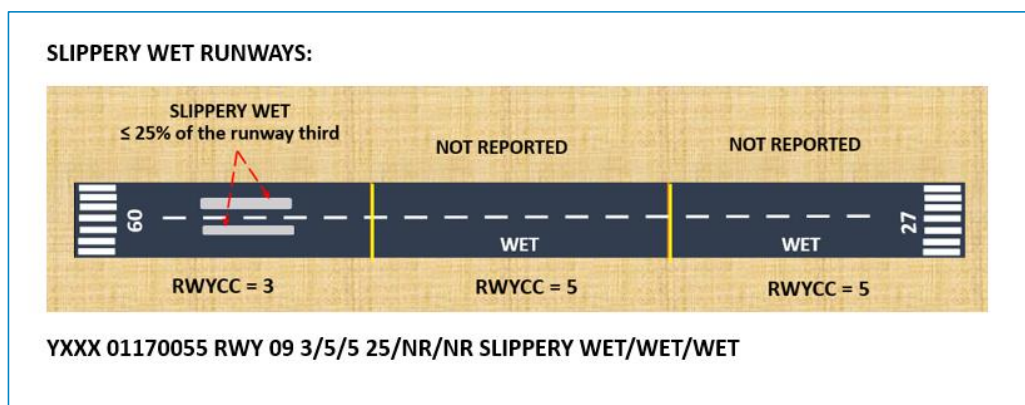 SLIPPERY WET RUNWAYS:
SLIPPERY WET
≤ 25% of the runway third
NOT REPORTED
NOT REPORTED
09
WET
WET
27
RWYCC = 3
RWYCC = 5
RWYCC = 5
YXXX 01170055 RWY 09 3/5/5 25/NR/NR SLIPPERY WET/WET/WET